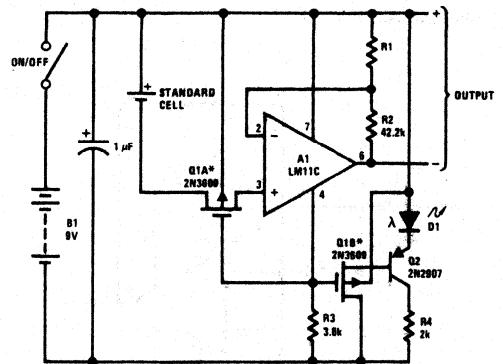 +
ON/OFF
+
1 µF
+
STANDARD
CELL
R1
OUTPUT
R2
42.2k
2
−
7
A1
LM11C
6
−
Q1A*
2N3609
3
+
4
B1
9V
Q1B*
2N3609
λ
D1
Q2
2N2907
R3
3.8k
R4
2k